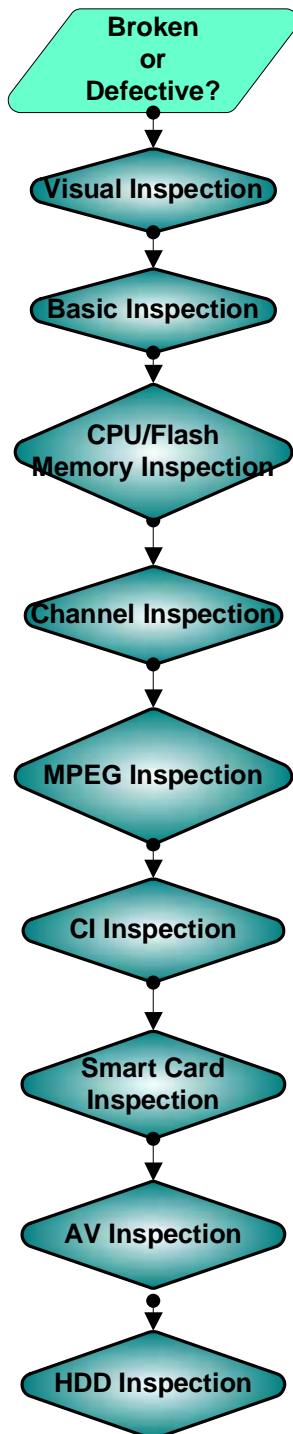 Broken
or
Defective?
Visual Inspection
Basic Inspection
CPU/Flash
Memory Inspection
Channel Inspection
MPEG Inspection
CI Inspection
Smart Card
Inspection
AV Inspection
HDD Inspection